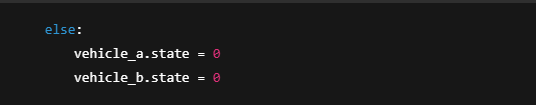 else:
    vehicle_a.state = 0
    vehicle_b.state = 0